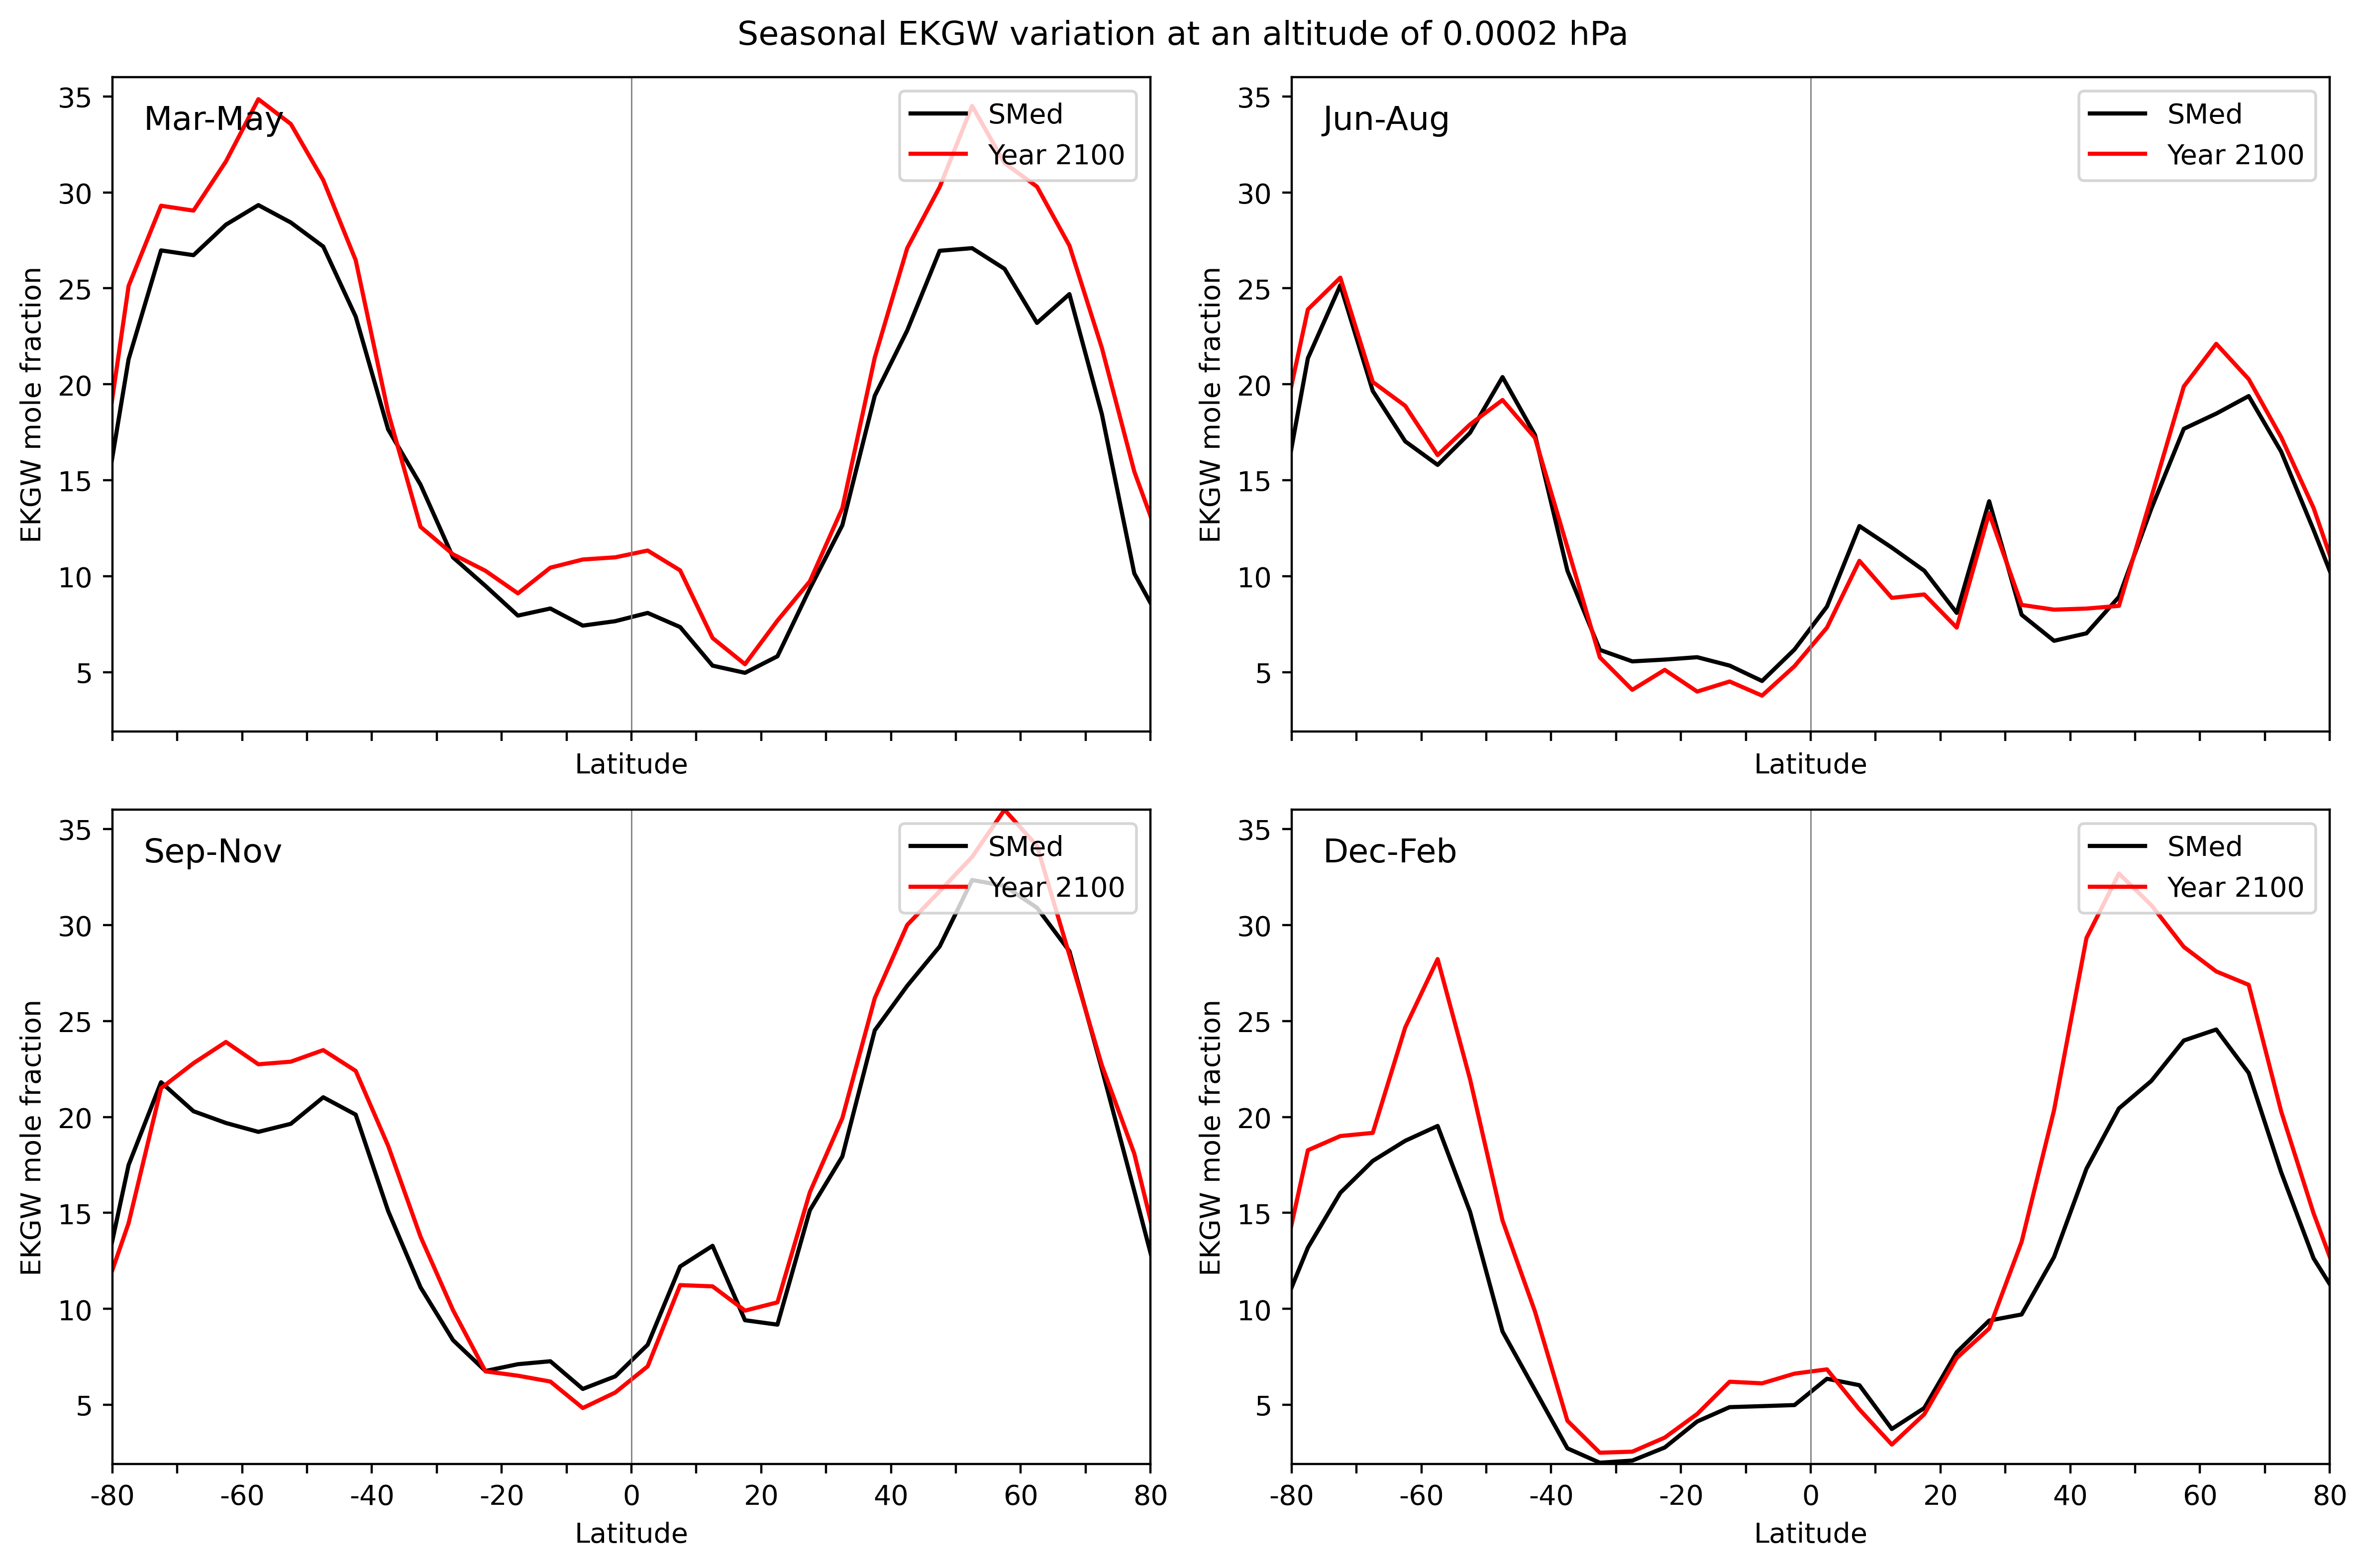 Seasonal EKGW variation at an altitude of 0.0002 hPa
Mar-May
SMed
Year 2100
35
30
25
20
15
10
5
EKGW mole fraction
Latitude
Jun-Aug
SMed
Year 2100
35
30
25
20
15
10
5
EKGW mole fraction
Latitude
Sep-Nov
SMed
Year 2100
35
30
25
20
15
10
5
EKGW mole fraction
-80 -60 -40 -20 0 20 40 60 80
Latitude
Dec-Feb
SMed
Year 2100
35
30
25
20
15
10
5
EKGW mole fraction
-80 -60 -40 -20 0 20 40 60 80
Latitude